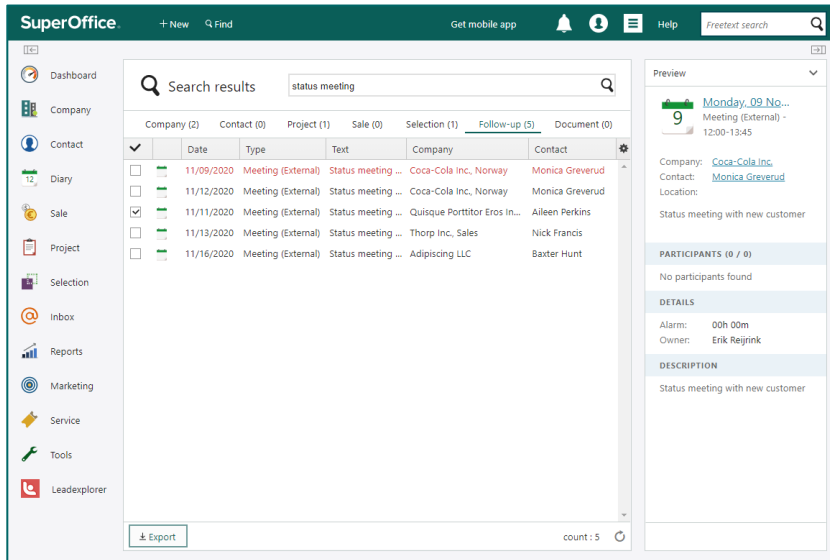 SuperOffice.
+ New
Find
Get mobile app
Help
Freetext search
Dashboard
Company
Contact
12 Diary
Sale
Project
Selection
Inbox
Reports
Marketing
Service
Tools
Leadexplorer
Search results
status meeting
Company (2) Contact (0) Project (1) Sale (0) Selection (1) Follow-up (5) Document (0)
Date Type Text Company Contact
11/09/2020 Meeting (External) Status meeting ... Coca-Cola Inc., Norway Monica Greverud
11/12/2020 Meeting (External) Status meeting ... Coca-Cola Inc., Norway Monica Greverud
11/11/2020 Meeting (External) Status meeting ... Quisque Porttitor Eros In... Aileen Perkins
11/13/2020 Meeting (External) Status meeting ... Thorp Inc., Sales Nick Francis
11/16/2020 Meeting (External) Status meeting ... Adipiscing LLC Baxter Hunt
Export
count : 5
Preview
9
Monday, 09 No...
Meeting (External) -
12:00-13:45
Company: Coca-Cola Inc.
Contact: Monica Greverud
Location:
Status meeting with new customer
PARTICIPANTS (0 / 0)
No participants found
DETAILS
Alarm: 00h 00m
Owner: Erik Reijrink
DESCRIPTION
Status meeting with new customer